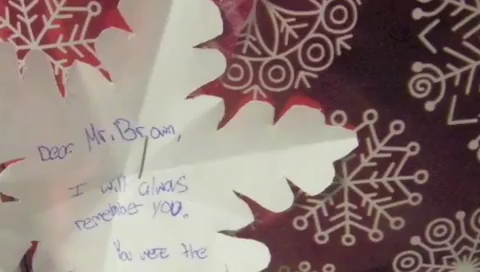 Dear Mr. Brown,
I will always
remember you.
You were the